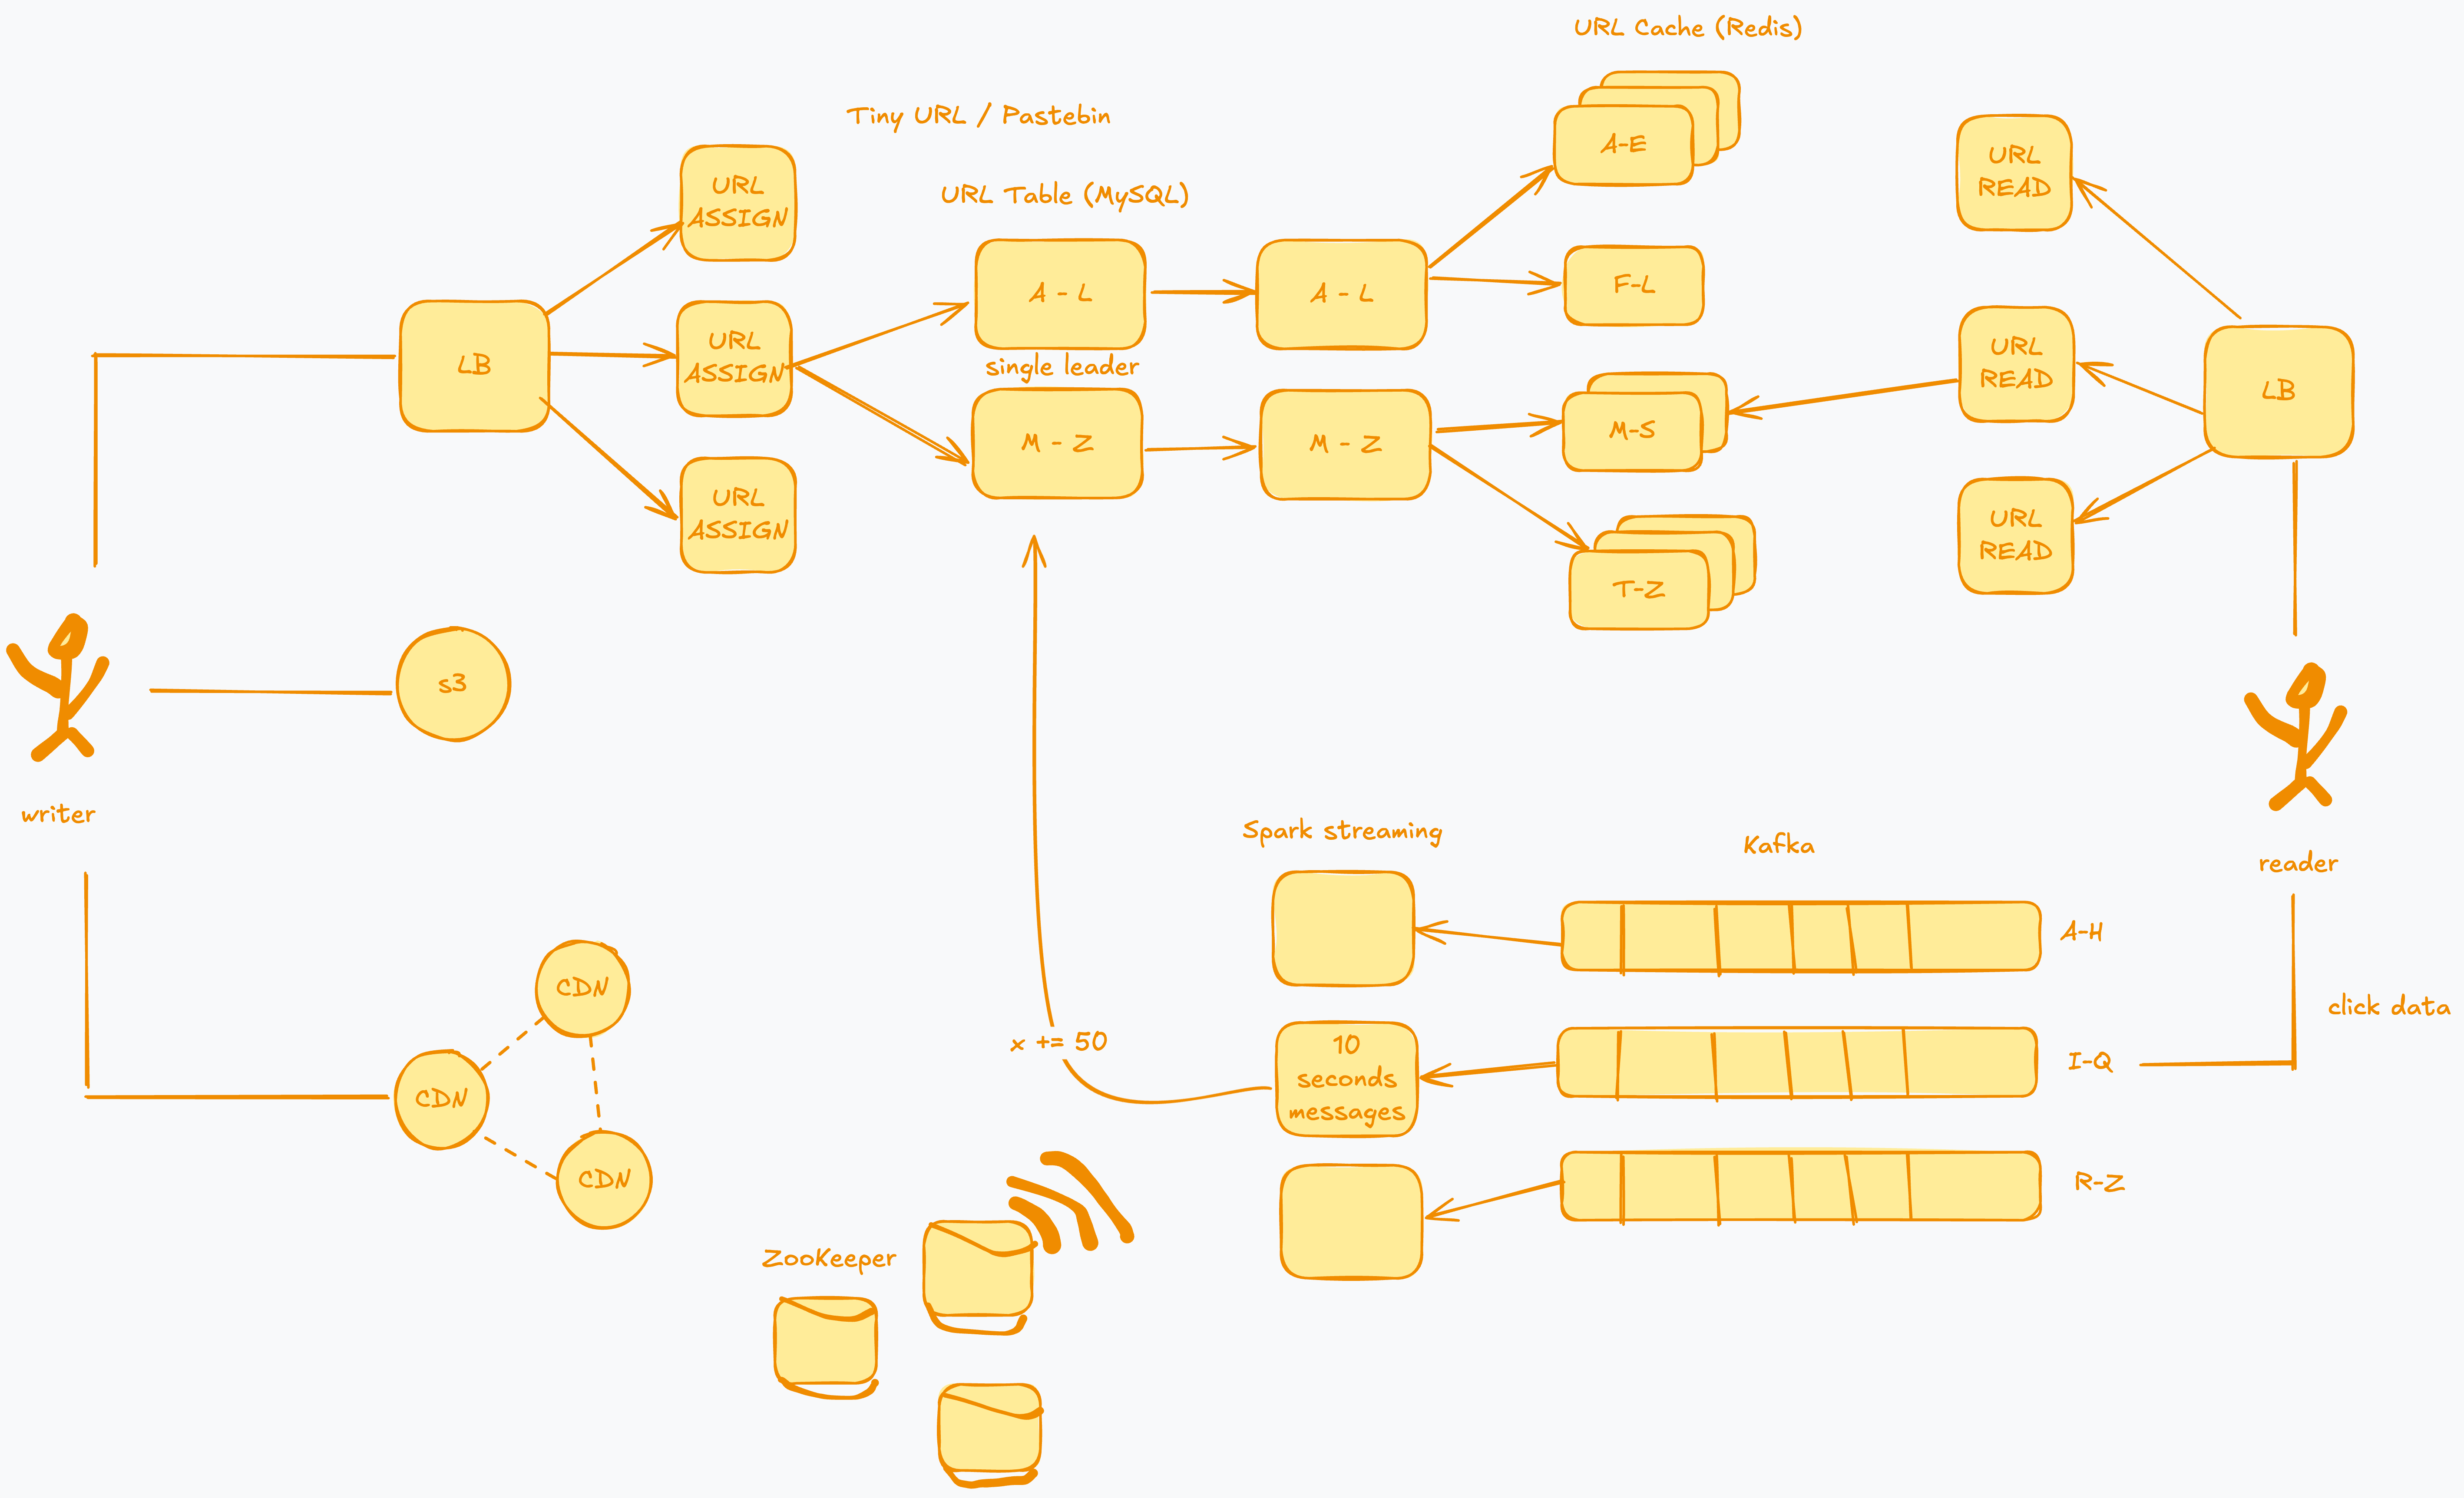 URL Cache (Redis)
Tiny URL / Pastebin
URL Table (MySQL)
LB
URL
ASSIGN
URL
ASSIGN
URL
ASSIGN
A - L
single leader
M - Z
A - L
M - Z
A-E
F-L
M-S
T-Z
URL
READ
URL
READ
URL
READ
LB
s3
writer
reader
Spark streaming
Kafka
A-H
I-Q
R-Z
click data
10
seconds
messages
x += 50
CDN
CDN
CDN
ZooKeeper